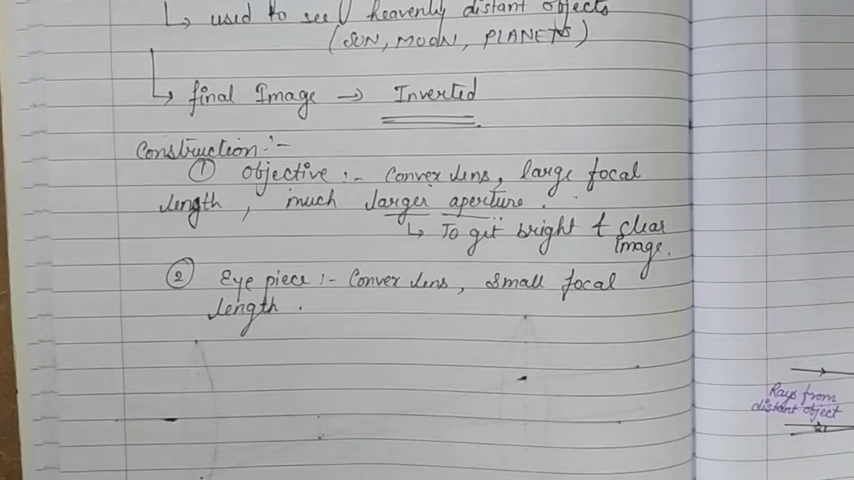 ↳ used to see heavenly distant objects
(SUN, MOON, PLANETS)
↳ final Image → Inverted
Construction :-
① Objective :- Convex lens, large focal
length, much larger aperture.
↳ To get bright & clear
Image.
② Eye piece :- Convex lens, small focal
length.
Rays from
distant object